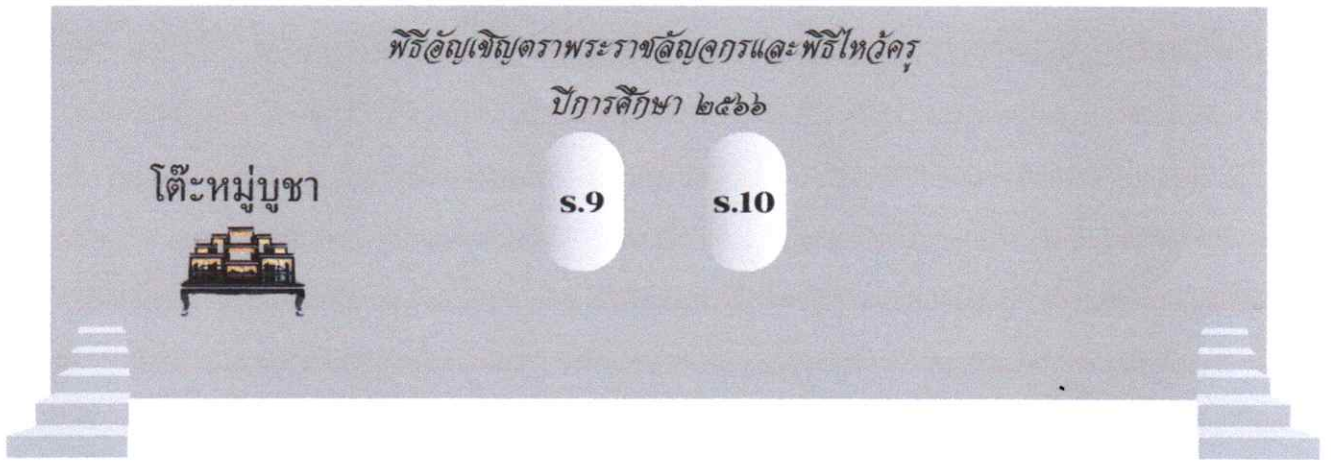 พิธีอัญเชิญตราพระราชลัญจกรและพิธีไหว้ครู
ปีการศึกษา ๒๕๖๖
โต๊ะหมู่บูชา
ร.9 ร.10